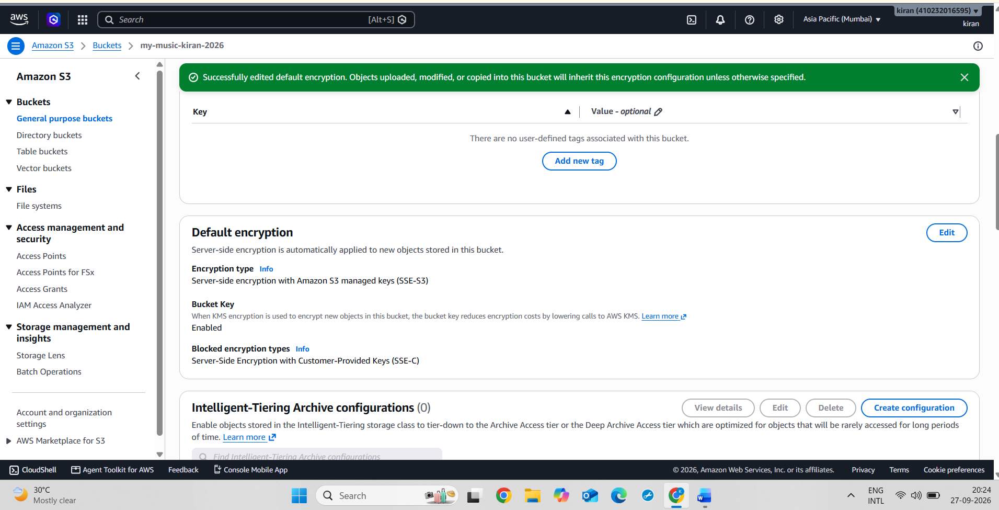 aws
Search
[Alt+S]
Asia Pacific (Mumbai)
kiran (410232016595)
kiran
Amazon S3
Buckets
my-music-kiran-2026
Amazon S3
Buckets
General purpose buckets
Directory buckets
Table buckets
Vector buckets
Files
File systems
Access management and
security
Access Points
Access Points for FSx
Access Grants
IAM Access Analyzer
Storage management and
insights
Storage Lens
Batch Operations
Account and organization
settings
AWS Marketplace for S3
Successfully edited default encryption. Objects uploaded, modified, or copied into this bucket will inherit this encryption configuration unless otherwise specified.
Key
Value - optional
There are no user-defined tags associated with this bucket.
Add new tag
Default encryption
Edit
Server-side encryption is automatically applied to new objects stored in this bucket.
Encryption type Info
Server-side encryption with Amazon S3 managed keys (SSE-S3)
Bucket Key
When KMS encryption is used to encrypt new objects in this bucket, the bucket key reduces encryption costs by lowering calls to AWS KMS. Learn more
Enabled
Blocked encryption types Info
Server-Side Encryption with Customer-Provided Keys (SSE-C)
Intelligent-Tiering Archive configurations (0)
View details
Edit
Delete
Create configuration
Enable objects stored in the Intelligent-Tiering storage class to tier-down to the Archive Access tier or the Deep Archive Access tier which are optimized for objects that will be rarely accessed for long periods
of time. Learn more
Find Intelligent-Tiering Archive configurations
CloudShell
Agent Toolkit for AWS
Feedback
Console Mobile App
© 2026, Amazon Web Services, Inc. or its affiliates.
Privacy
Terms
Cookie preferences
30°C
Mostly clear
Search
ENG
INTL
20:24
27-09-2026